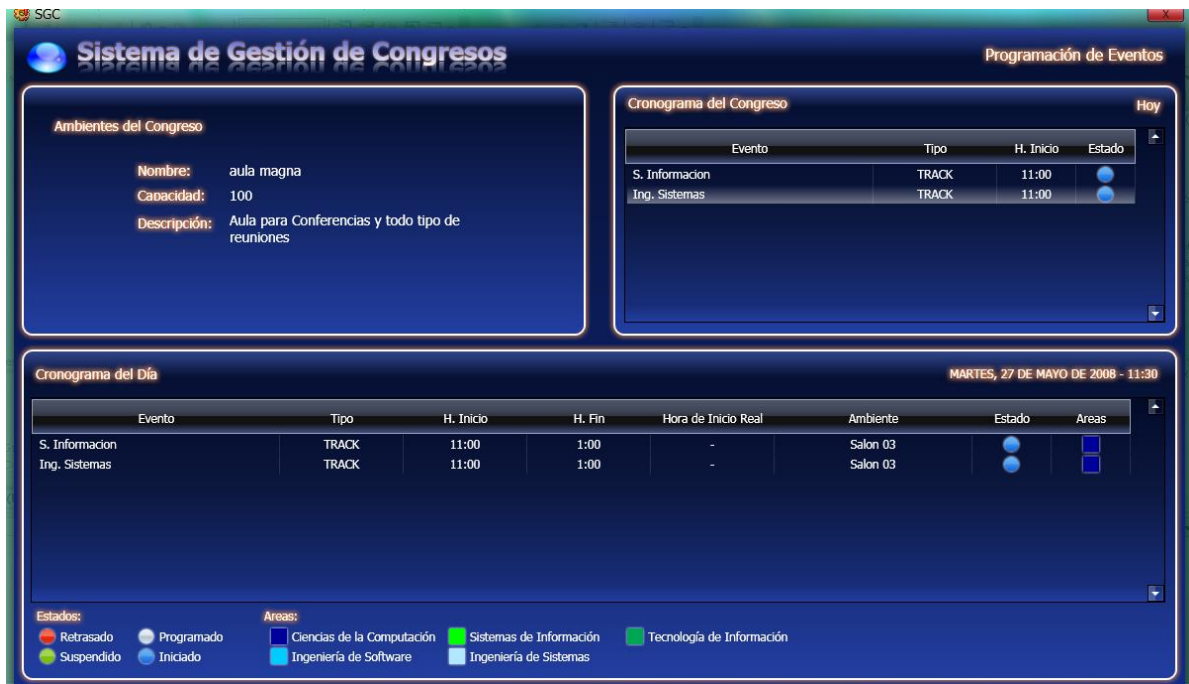 SGC
X
Sistema de Gestión de Congresos
Programación de Eventos
Ambientes del Congreso
Nombre: aula magna
Capacidad: 100
Descripción: Aula para Conferencias y todo tipo de
reuniones
Cronograma del Congreso Hoy
Evento Tipo H. Inicio Estado
S. Informacion TRACK 11:00
Ing. Sistemas TRACK 11:00
Cronograma del Día MARTES, 27 DE MAYO DE 2008 - 11:30
Evento Tipo H. Inicio H. Fin Hora de Inicio Real Ambiente Estado Areas
S. Informacion TRACK 11:00 1:00 - Salon 03
Ing. Sistemas TRACK 11:00 1:00 - Salon 03
Estados: Areas:
Retrasado Programado Ciencias de la Computación Sistemas de Información Tecnología de Información
Suspendido Iniciado Ingeniería de Software Ingeniería de Sistemas